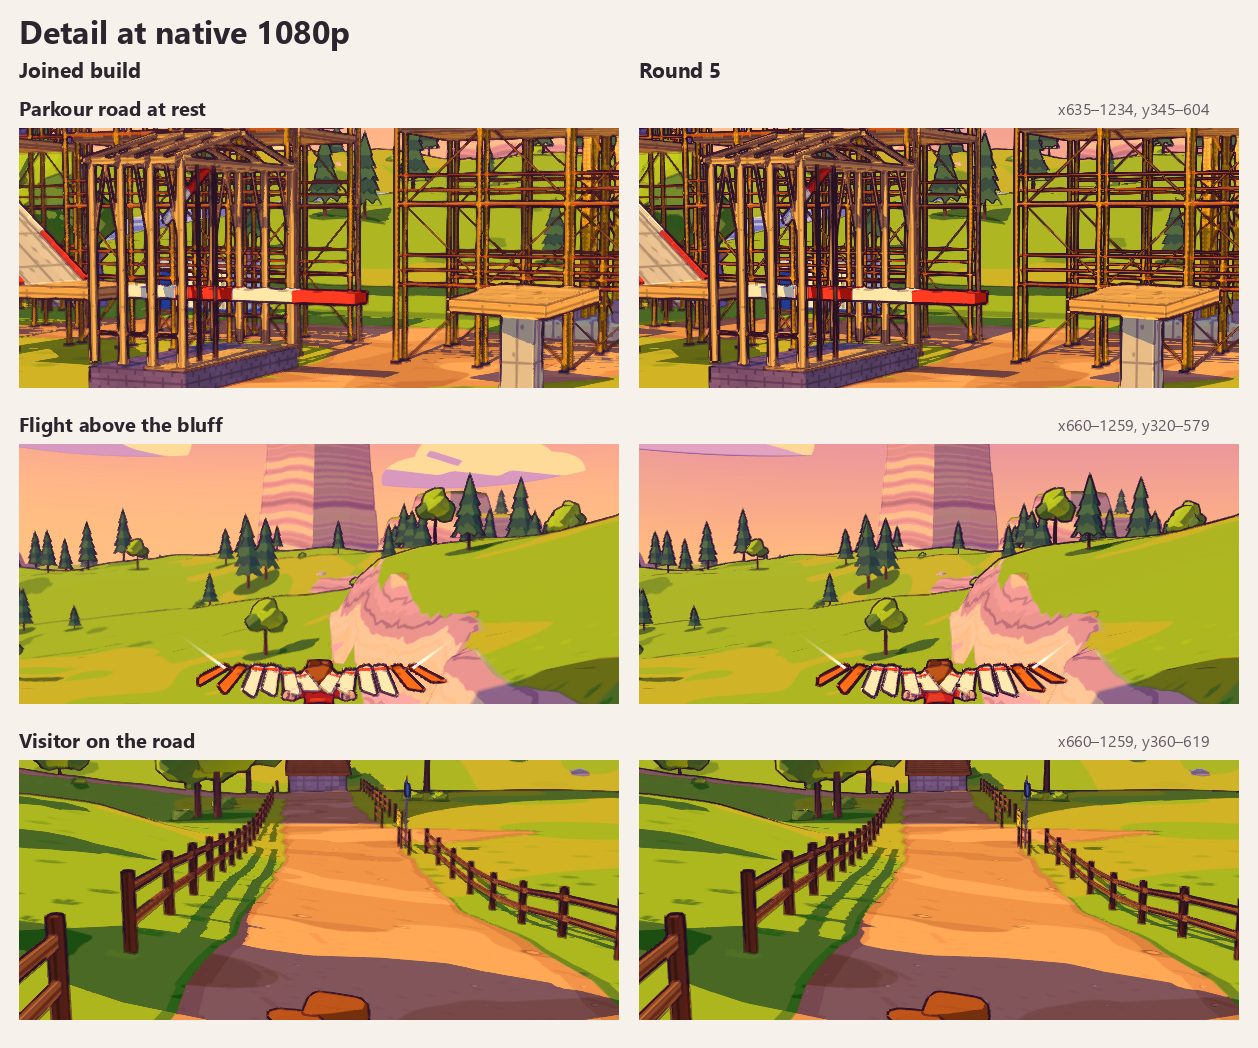 Detail at native 1080p
Joined build
Round 5
Parkour road at rest
x635–1234, y345–604
Flight above the bluff
x660–1259, y320–579
Visitor on the road
x660–1259, y360–619